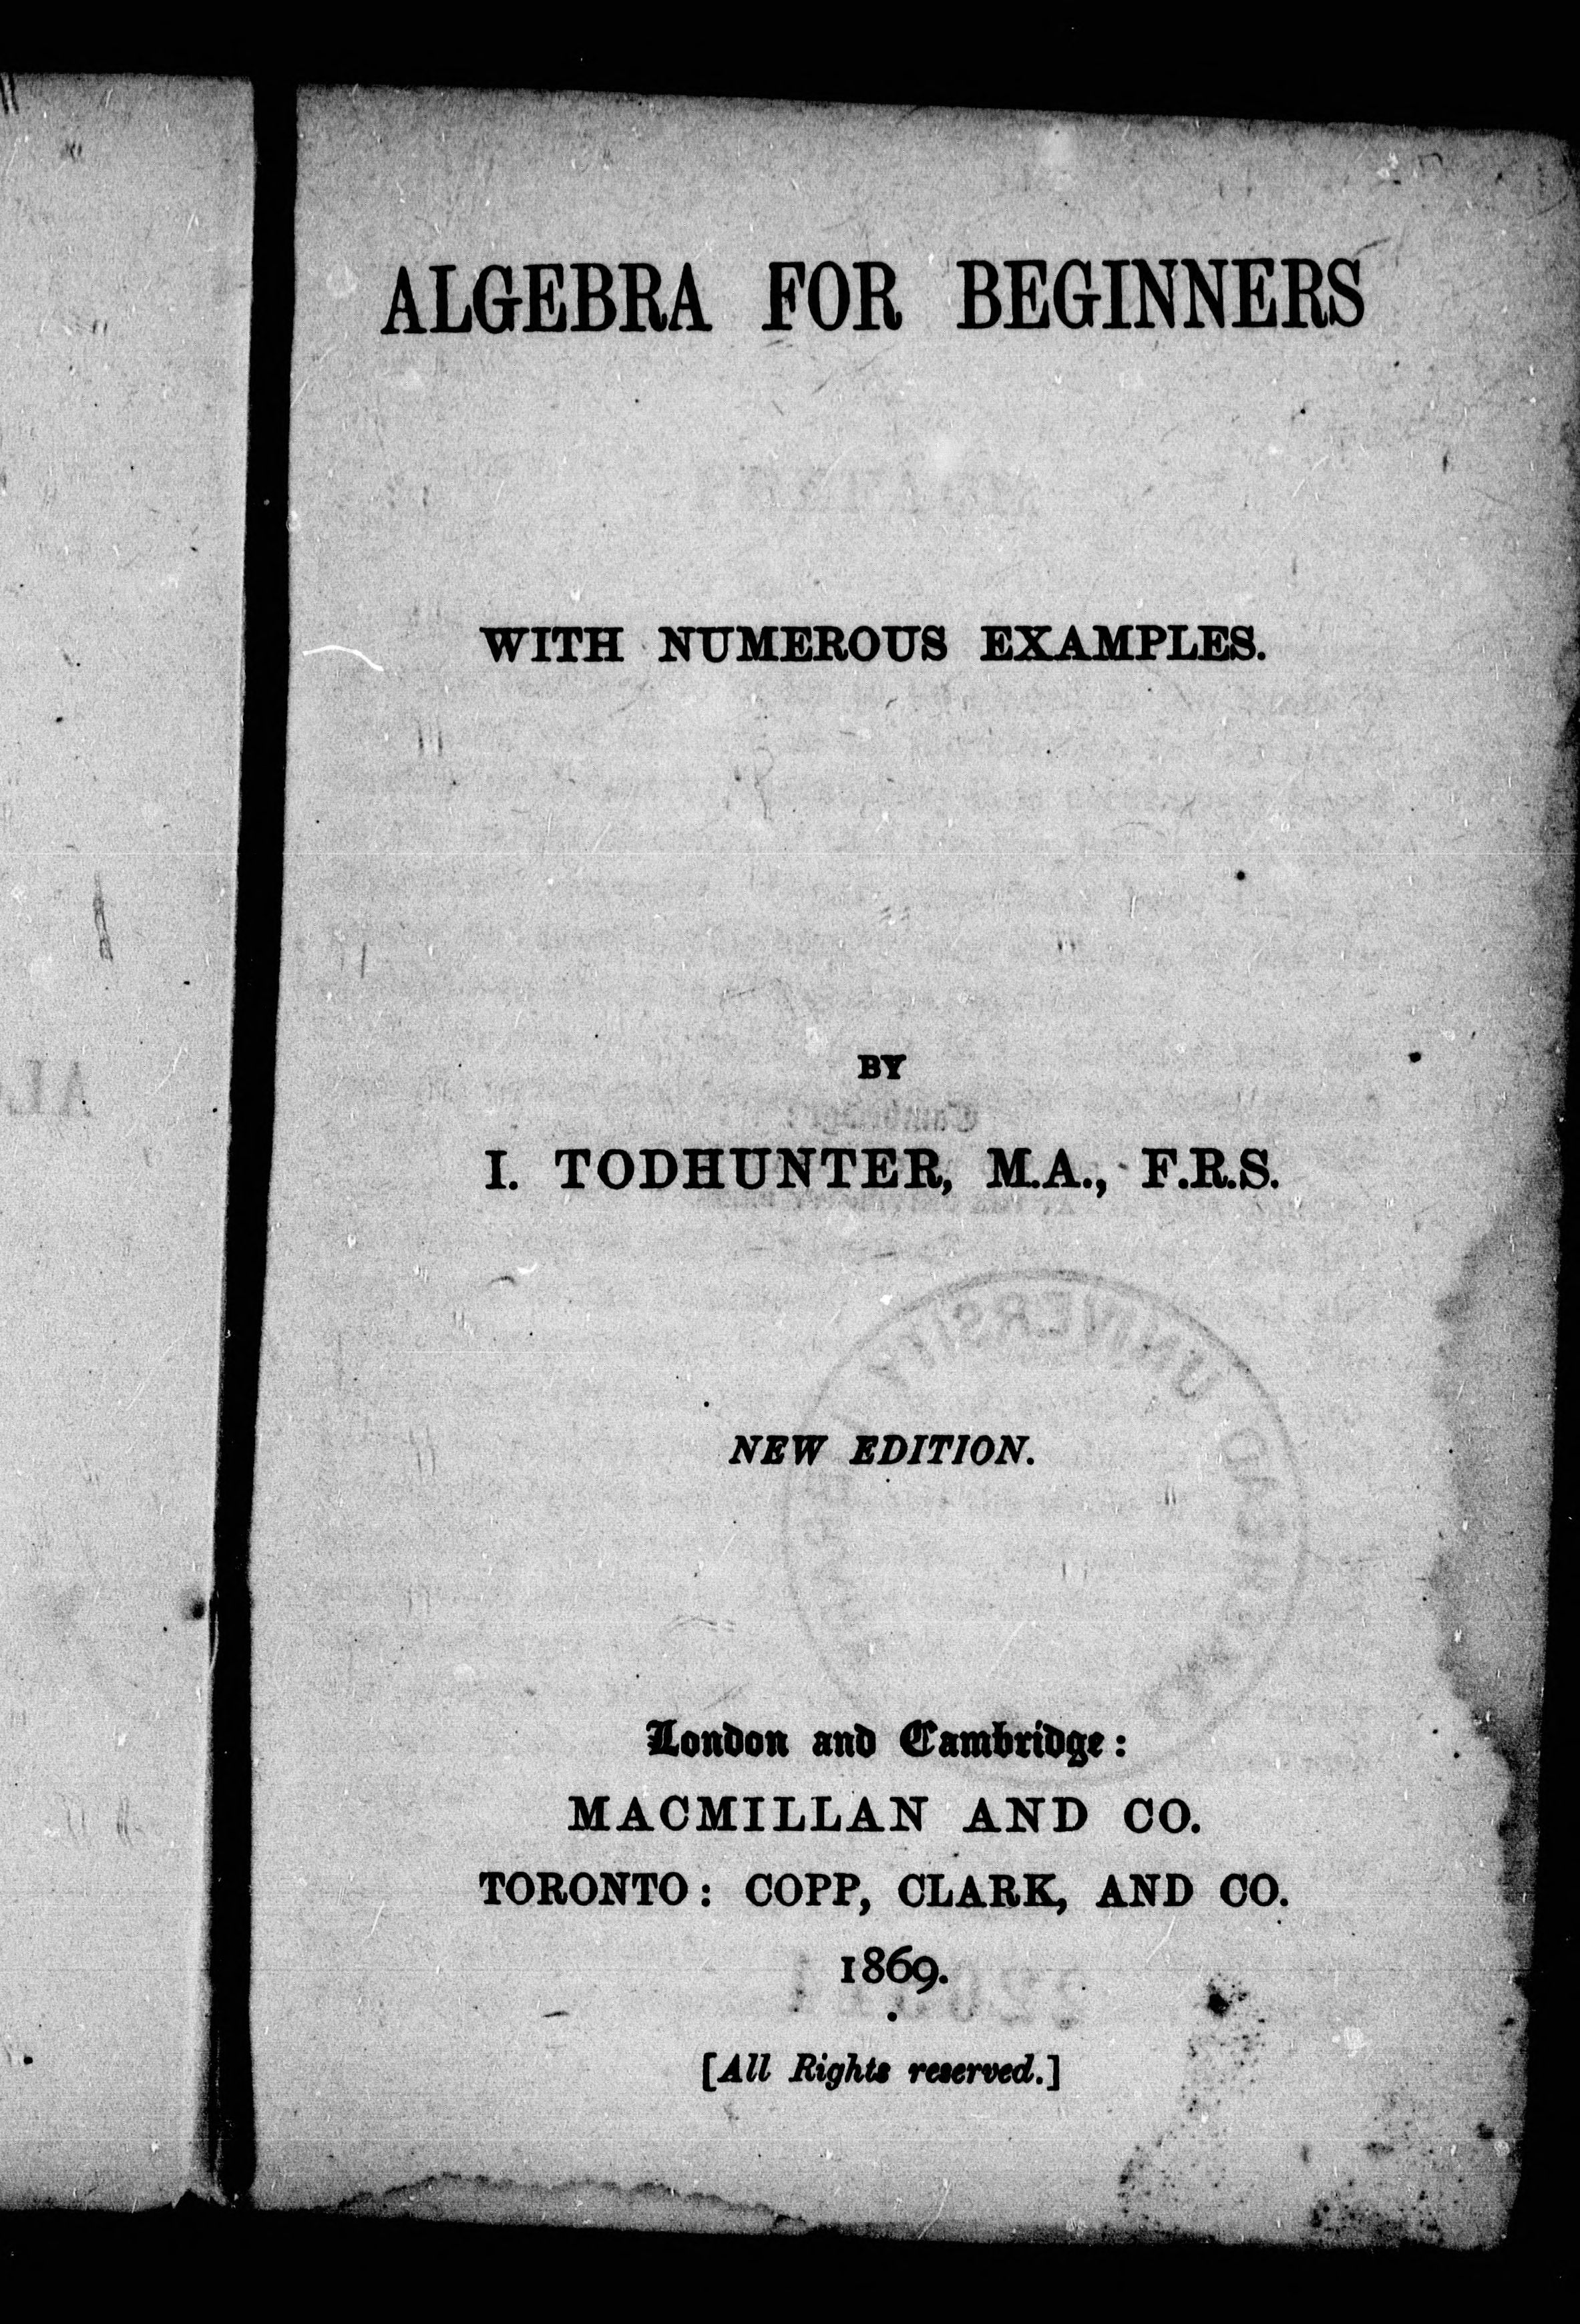 ALGEBRA FOR BEGINNERS
WITH NUMEROUS EXAMPLES.
BY
I. TODHUNTER, M.A., F.R.S.
NEW EDITION.
London and Cambridge:
MACMILLAN AND CO.
TORONTO: COPP, CLARK, AND CO.
1869.
[All Rights reserved.]